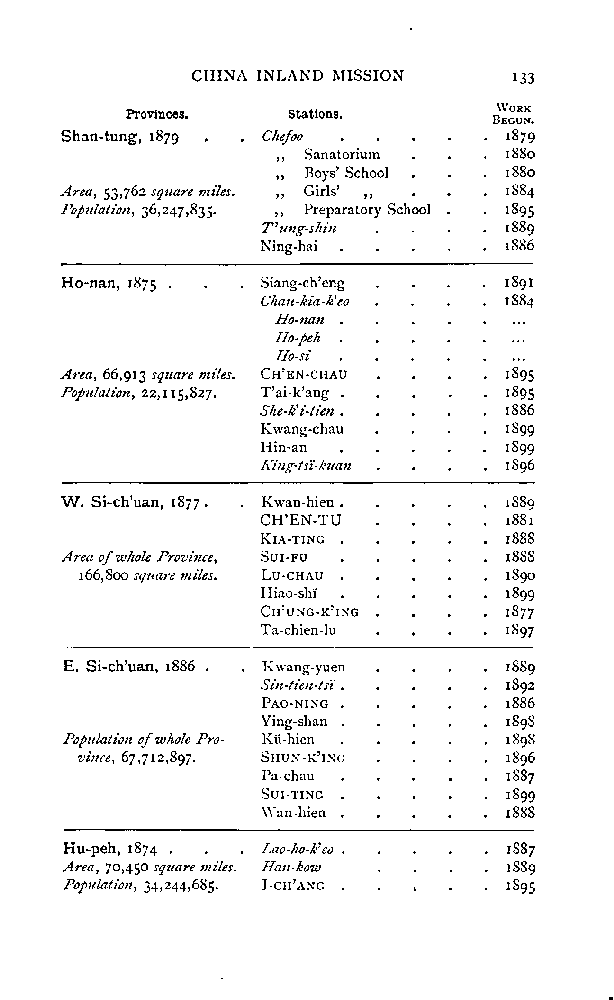 CHINA INLAND MISSION 133
Provinces. Stations. WORK BEGUN.
Shan-tung, 1879 . . Chefoo . . . . . 1879
,, Sanatorium . . . 1880
,, Boys' School . . . 1880
Area, 53,762 square miles. ,, Girls' ,, . . . 1884
Population, 36,247,835. ,, Preparatory School . . 1895
T'ung-shin . . . . 1889
Ning-hai . . . . . 1886
Ho-nan, 1875 . . . Siang-ch'eng . . . . 1891
Chau-kia-k'eo . . . . 1884
Ho-nan . . . . . ...
Ho-peh . . . . . ...
Ho-si . . . . . ...
Area, 66,913 square miles. CH'EN-CHAU . . . . 1895
Population, 22,115,827. T'ai-k'ang . . . . . 1895
She-k'i-tien . . . . . 1886
Kwang-chau . . . . 1899
Hin-an . . . . . 1899
King-tsï-kuan . . . . 1896
W. Si-ch'uan, 1877 . . Kwan-hien . . . . . 1889
CH'EN-TU . . . . 1881
KIA-TING . . . . . 1888
Area of whole Province, SUI-FU . . . . . 1888
166,800 square miles. LU-CHAU . . . . . 1890
Hiao-shï . . . . . 1899
CH'UNG-K'ING . . . . 1877
Ta-chien-lu . . . . 1897
E. Si-ch'uan, 1886 . . Kwang-yuen . . . . 1889
Sin-tien-tsï . . . . . 1892
PAO-NING . . . . . 1886
Ying-shan . . . . . 1898
Population of whole Pro- Kü-hien . . . . . 1898
vince, 67,712,897. SHUN-K'ING . . . . 1896
Pa-chau . . . . . 1887
SUI-TING . . . . . 1899
Wan-hien . . . . . 1888
Hu-peh, 1874 . . . Lao-ho-k'eo . . . . . 1887
Area, 70,450 square miles. Han-kow . . . . 1889
Population, 34,244,685. I-CH'ANG . . . . . 1895